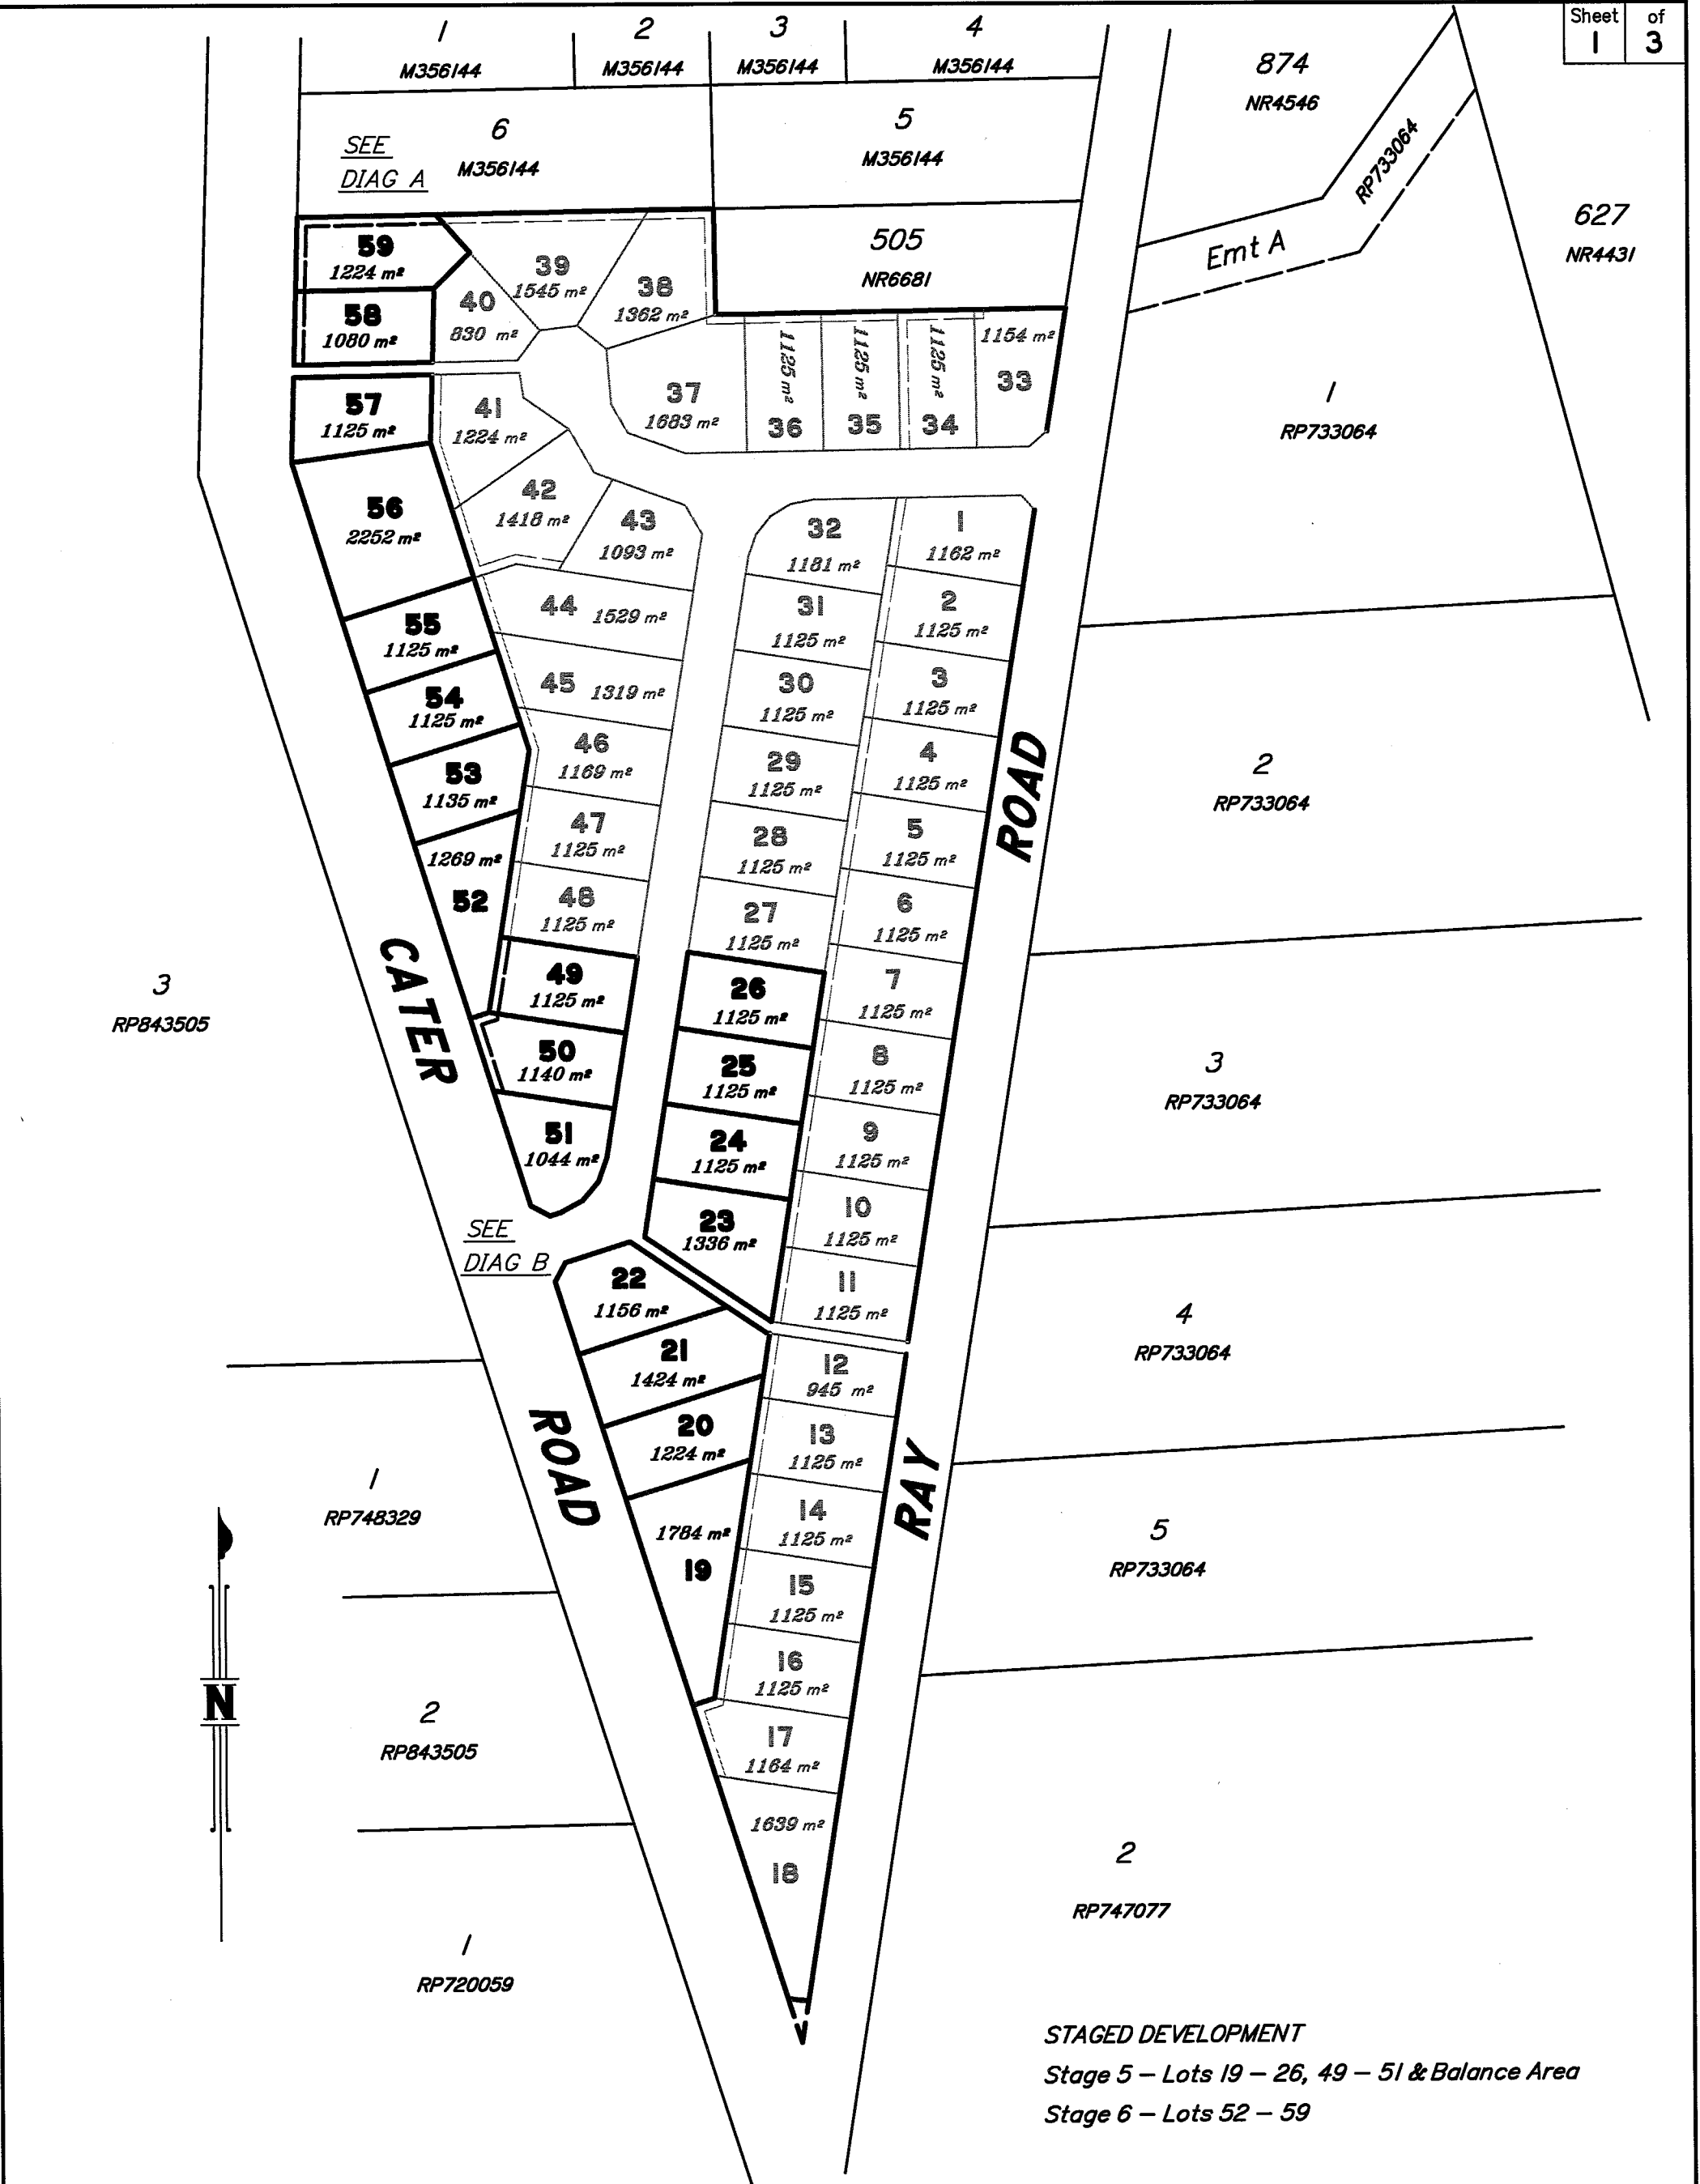 Sheet of
1 3
1
M356144
2
M356144
3
M356144
4
M356144
874
NR4546
6
M356144
5
M356144
SEE
DIAG A
RP733064
Emt A
627
NR4431
505
NR6681
59
1224 m²
58
1080 m²
40
830 m²
39
1545 m²
38
1362 m²
37
1683 m²
1125 m²
36
1125 m²
35
1125 m²
34
1154 m²
33
1
RP733064
57
1125 m²
41
1224 m²
56
2252 m²
42
1418 m²
43
1093 m²
32
1181 m²
1
1162 m²
55
1125 m²
44 1529 m²
31
1125 m²
2
1125 m²
54
1125 m²
45 1319 m²
30
1125 m²
3
1125 m²
53
1135 m²
46
1169 m²
29
1125 m²
4
1125 m²
ROAD
2
RP733064
1269 m²
52
47
1125 m²
28
1125 m²
5
1125 m²
48
1125 m²
27
1125 m²
6
1125 m²
3
RP843505
CATER
49
1125 m²
26
1125 m²
7
1125 m²
50
1140 m²
25
1125 m²
8
1125 m²
3
RP733064
51
1044 m²
24
1125 m²
9
1125 m²
SEE
DIAG B
23
1336 m²
10
1125 m²
22
1156 m²
11
1125 m²
4
RP733064
21
1424 m²
12
945 m²
20
1224 m²
13
1125 m²
ROAD
RAY
1
RP748329
1784 m²
19
14
1125 m²
5
RP733064
15
1125 m²
16
1125 m²
N
2
RP843505
17
1164 m²
1639 m²
18
2
RP747077
1
RP720059
STAGED DEVELOPMENT
Stage 5 – Lots 19 – 26, 49 – 51 & Balance Area
Stage 6 – Lots 52 – 59